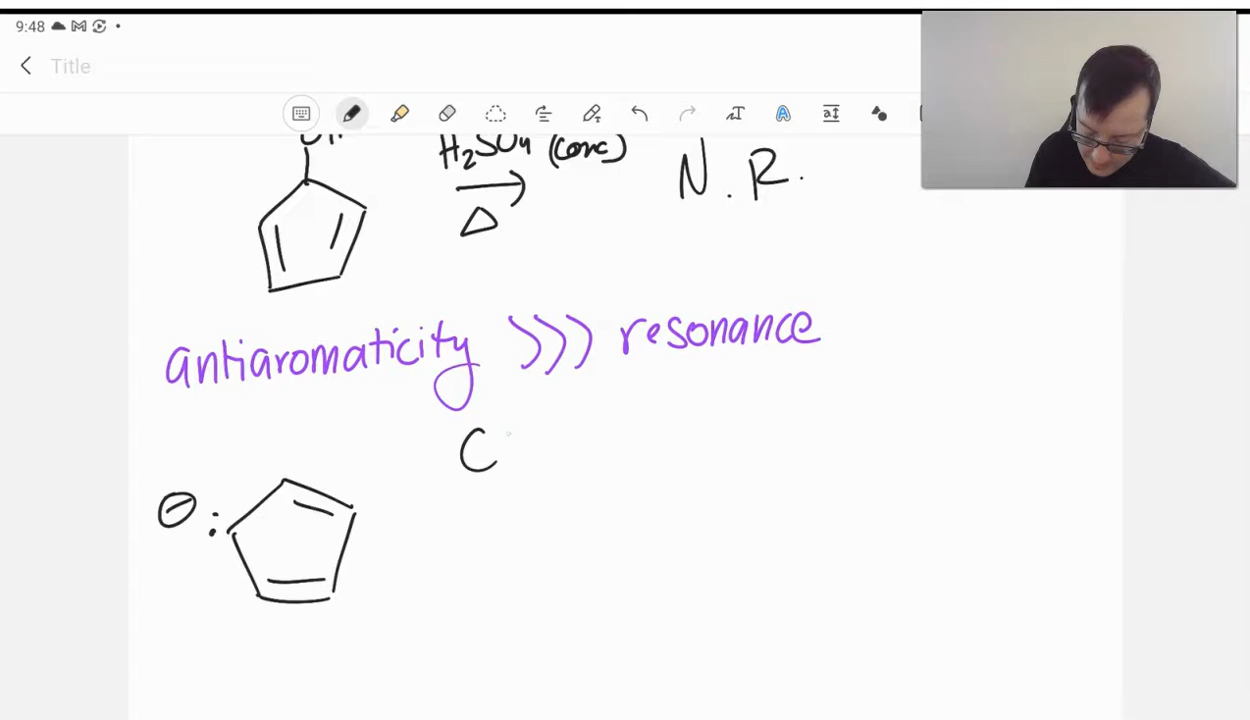 9:48
Title
H₂SO₄ (conc)
N.R.
Δ
antiaromaticity >>> resonance
C
⊖ :